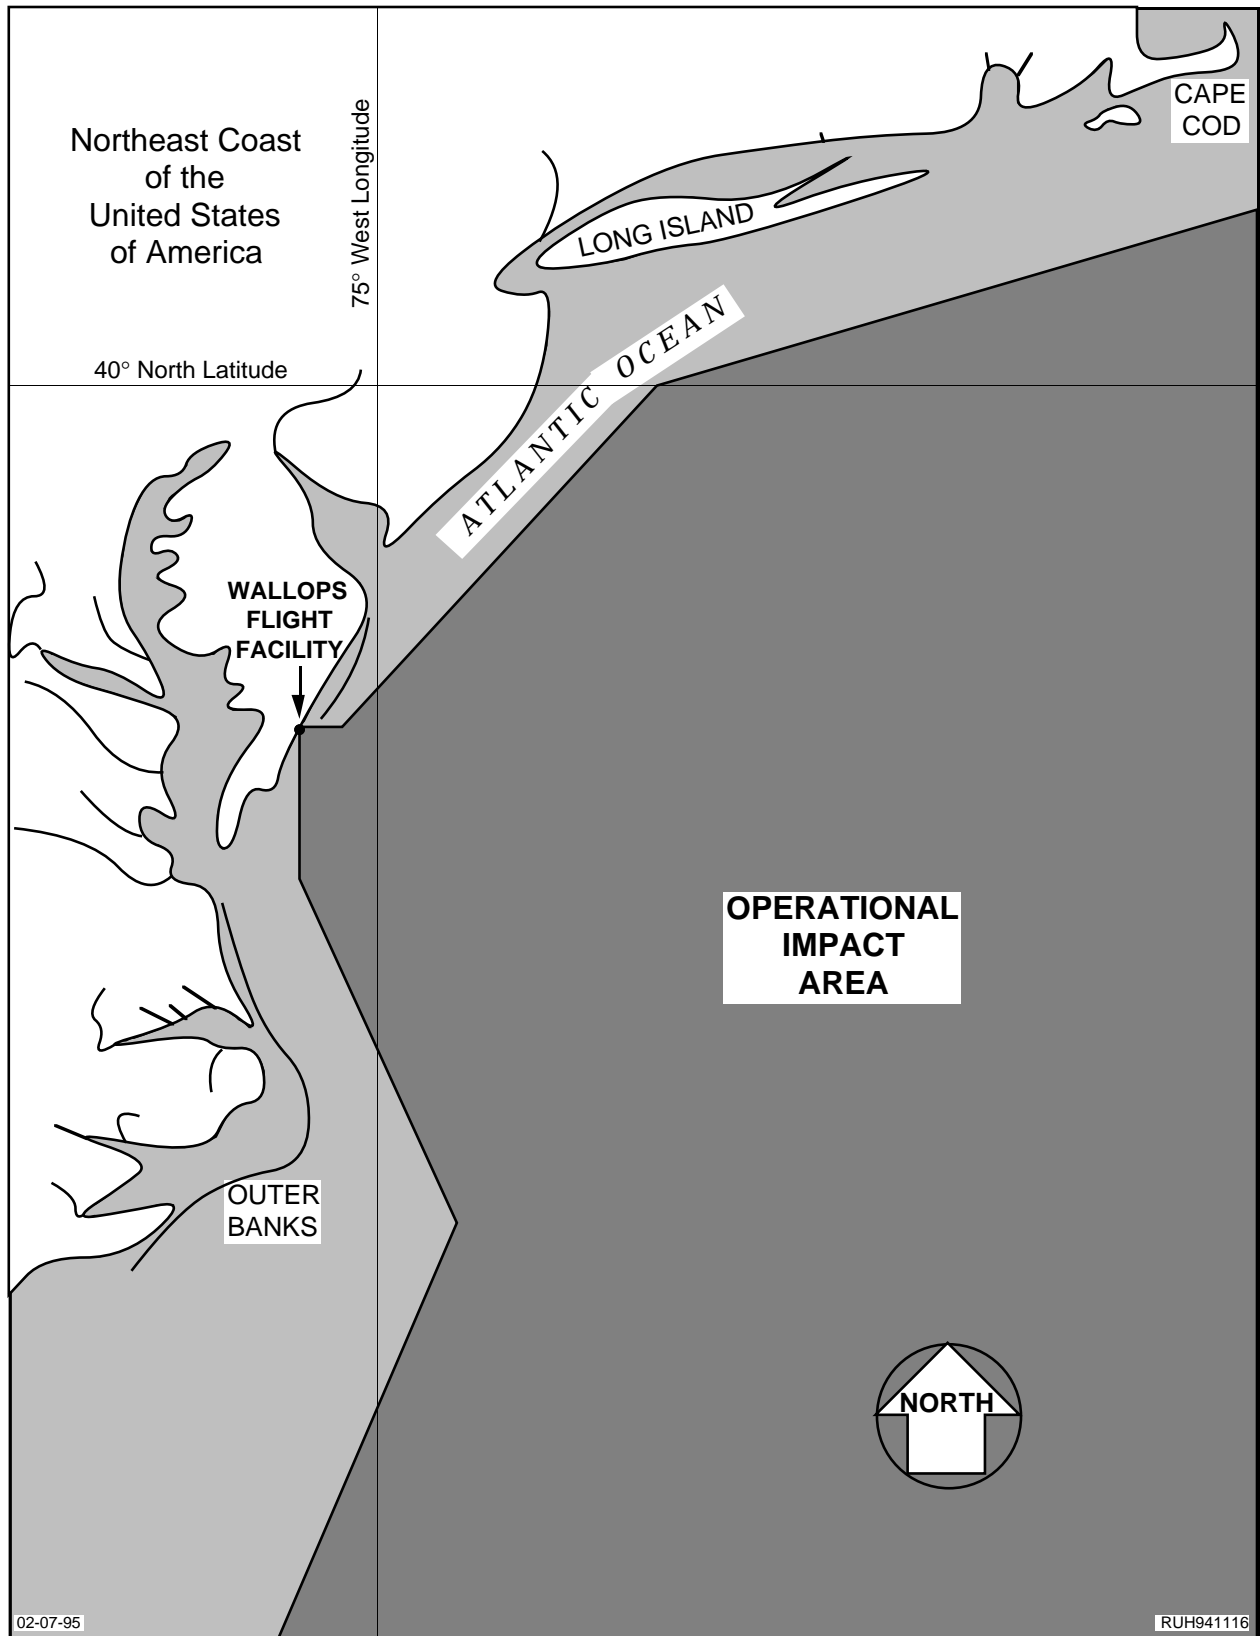 Northeast Coast
of the
United States
of America
75° West Longitude
CAPE
COD
LONG ISLAND
40° North Latitude
ATLANTIC OCEAN
WALLOPS
FLIGHT
FACILITY
OPERATIONAL
IMPACT
AREA
OUTER
BANKS
NORTH
02-07-95
RUH941116